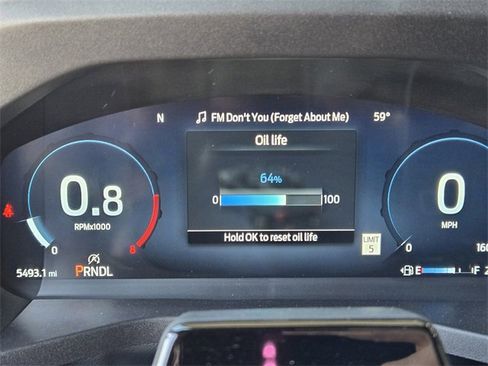 N
FM Don't You (Forget About Me)
59°
Oil life
64%
0
100
Hold OK to reset oil life
0.8
RPMx1000
0
8
5493.1 mi
PRNDL
LIMIT
5
0
MPH
0
160
E
F